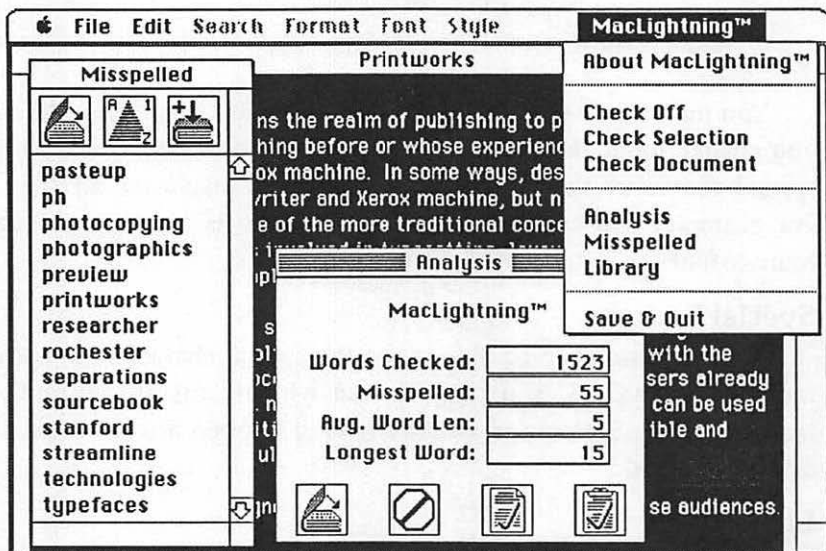 File Edit Search Format Font Style MacLightning™
Misspelled
A 1
2
pasteup
ph
photocopying
photographics
preview
printworks
researcher
rochester
separations
sourcebook
stanford
streamline
technologies
typefaces
Printworks
ns the realm of publishing to p
hing before or whose experienc
ox machine. In some ways, des
writer and Xerox machine, but n
e of the more traditional conce
Analysis
MacLightning™
Words Checked: 1523
Misspelled: 55
Avg. Word Len: 5
Longest Word: 15
About MacLightning™
Check Off
Check Selection
Check Document
Analysis
Misspelled
Library
Save & Quit
with the
sers already
can be used
ible and
se audiences.